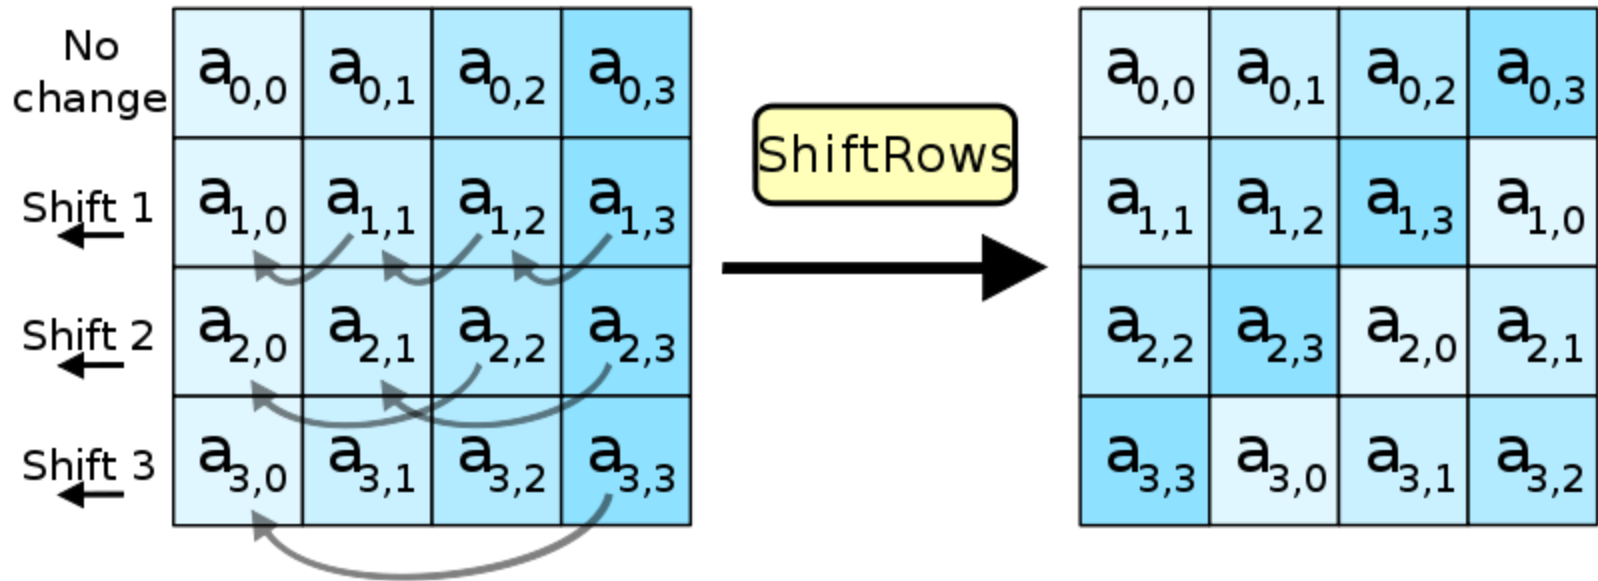 No
change
a0,0 a0,1 a0,2 a0,3
Shift 1
a1,0 a1,1 a1,2 a1,3
Shift 2
a2,0 a2,1 a2,2 a2,3
Shift 3
a3,0 a3,1 a3,2 a3,3
ShiftRows
a0,0 a0,1 a0,2 a0,3
a1,1 a1,2 a1,3 a1,0
a2,2 a2,3 a2,0 a2,1
a3,3 a3,0 a3,1 a3,2